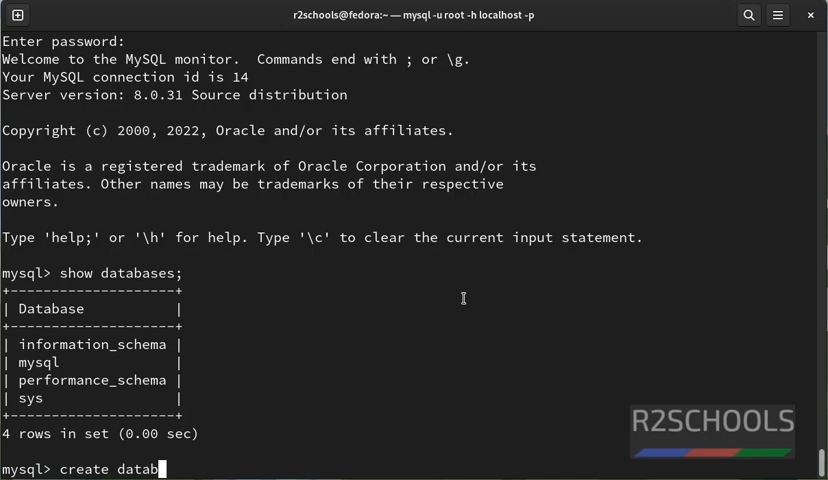 r2schools@fedora:~ — mysql -u root -h localhost -p
Enter password:
Welcome to the MySQL monitor.  Commands end with ; or \g.
Your MySQL connection id is 14
Server version: 8.0.31 Source distribution
Copyright (c) 2000, 2022, Oracle and/or its affiliates.
Oracle is a registered trademark of Oracle Corporation and/or its
affiliates. Other names may be trademarks of their respective
owners.
Type 'help;' or '\h' for help. Type '\c' to clear the current input statement.
mysql> show databases;
+--------------------+
| Database           |
+--------------------+
| information_schema |
| mysql              |
| performance_schema |
| sys                |
+--------------------+
4 rows in set (0.00 sec)
R2SCHOOLS
mysql> create datab